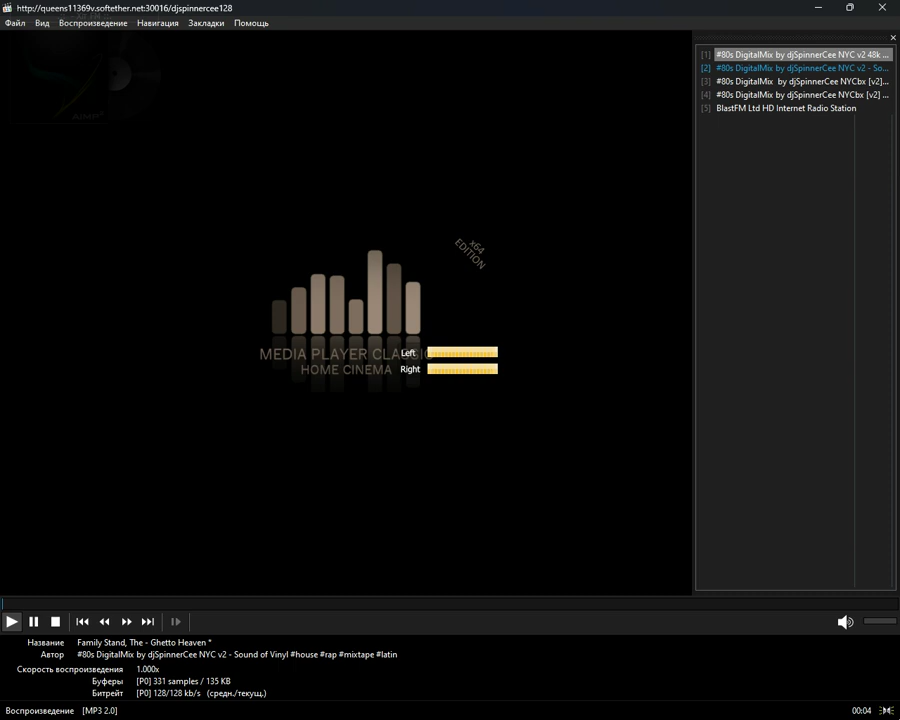 http://queens11369v.softether.net:30016/djspinnercee128
Файл Вид Воспроизведение Навигация Закладки Помощь
[1] #80s DigitalMix by djSpinnerCee NYC v2 48k ...
[2] #80s DigitalMix by djSpinnerCee NYC v2 - So...
[3] #80s DigitalMix by djSpinnerCee NYCbx [v2]...
[4] #80s DigitalMix by djSpinnerCee NYCbx [v2] ...
[5] BlastFM Ltd HD Internet Radio Station
x64
EDITION
MEDIA PLAYER CLASSIC
HOME CINEMA
Left
Right
Название Family Stand, The - Ghetto Heaven *
Автор #80s DigitalMix by djSpinnerCee NYC v2 - Sound of Vinyl #house #rap #mixtape #latin
Скорость воспроизведения 1.000x
Буферы [P0] 331 samples / 135 KB
Битрейт [P0] 128/128 kb/s (средн./текущ.)
Воспроизведение [MP3 2.0] 00:04